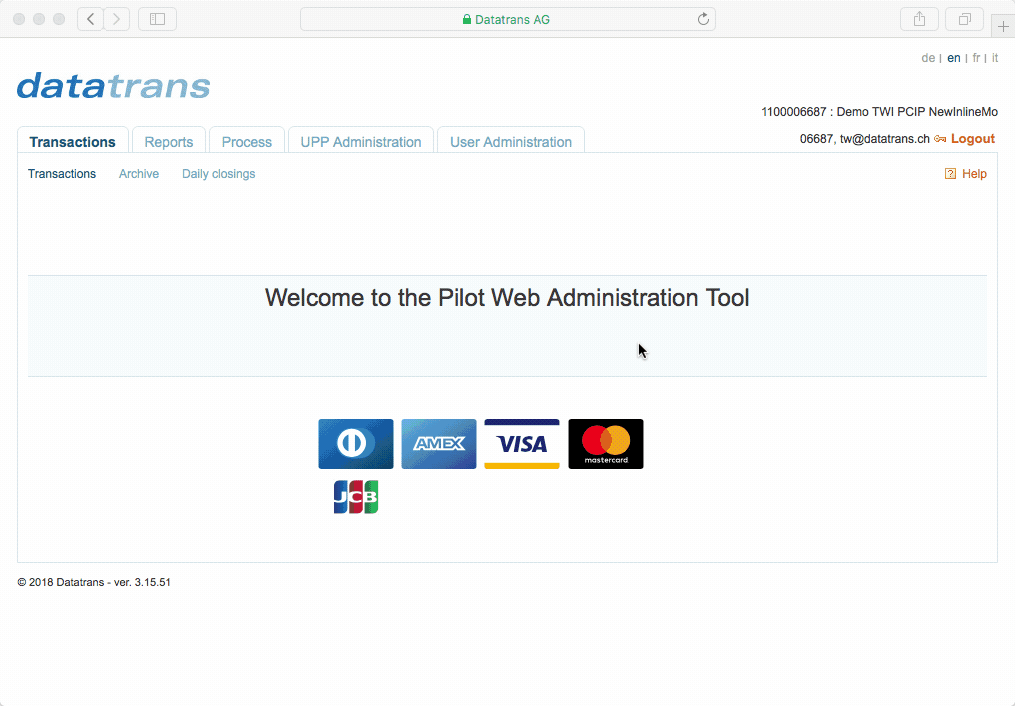 Datatrans AG
de | en | fr | it
datatrans
1100006687 : Demo TWI PCIP NewInlineMo
06687, tw@datatrans.ch Logout
Transactions Reports Process UPP Administration User Administration
Transactions Archive Daily closings ? Help
Welcome to the Pilot Web Administration Tool
AMEX VISA mastercard
JCB
© 2018 Datatrans - ver. 3.15.51